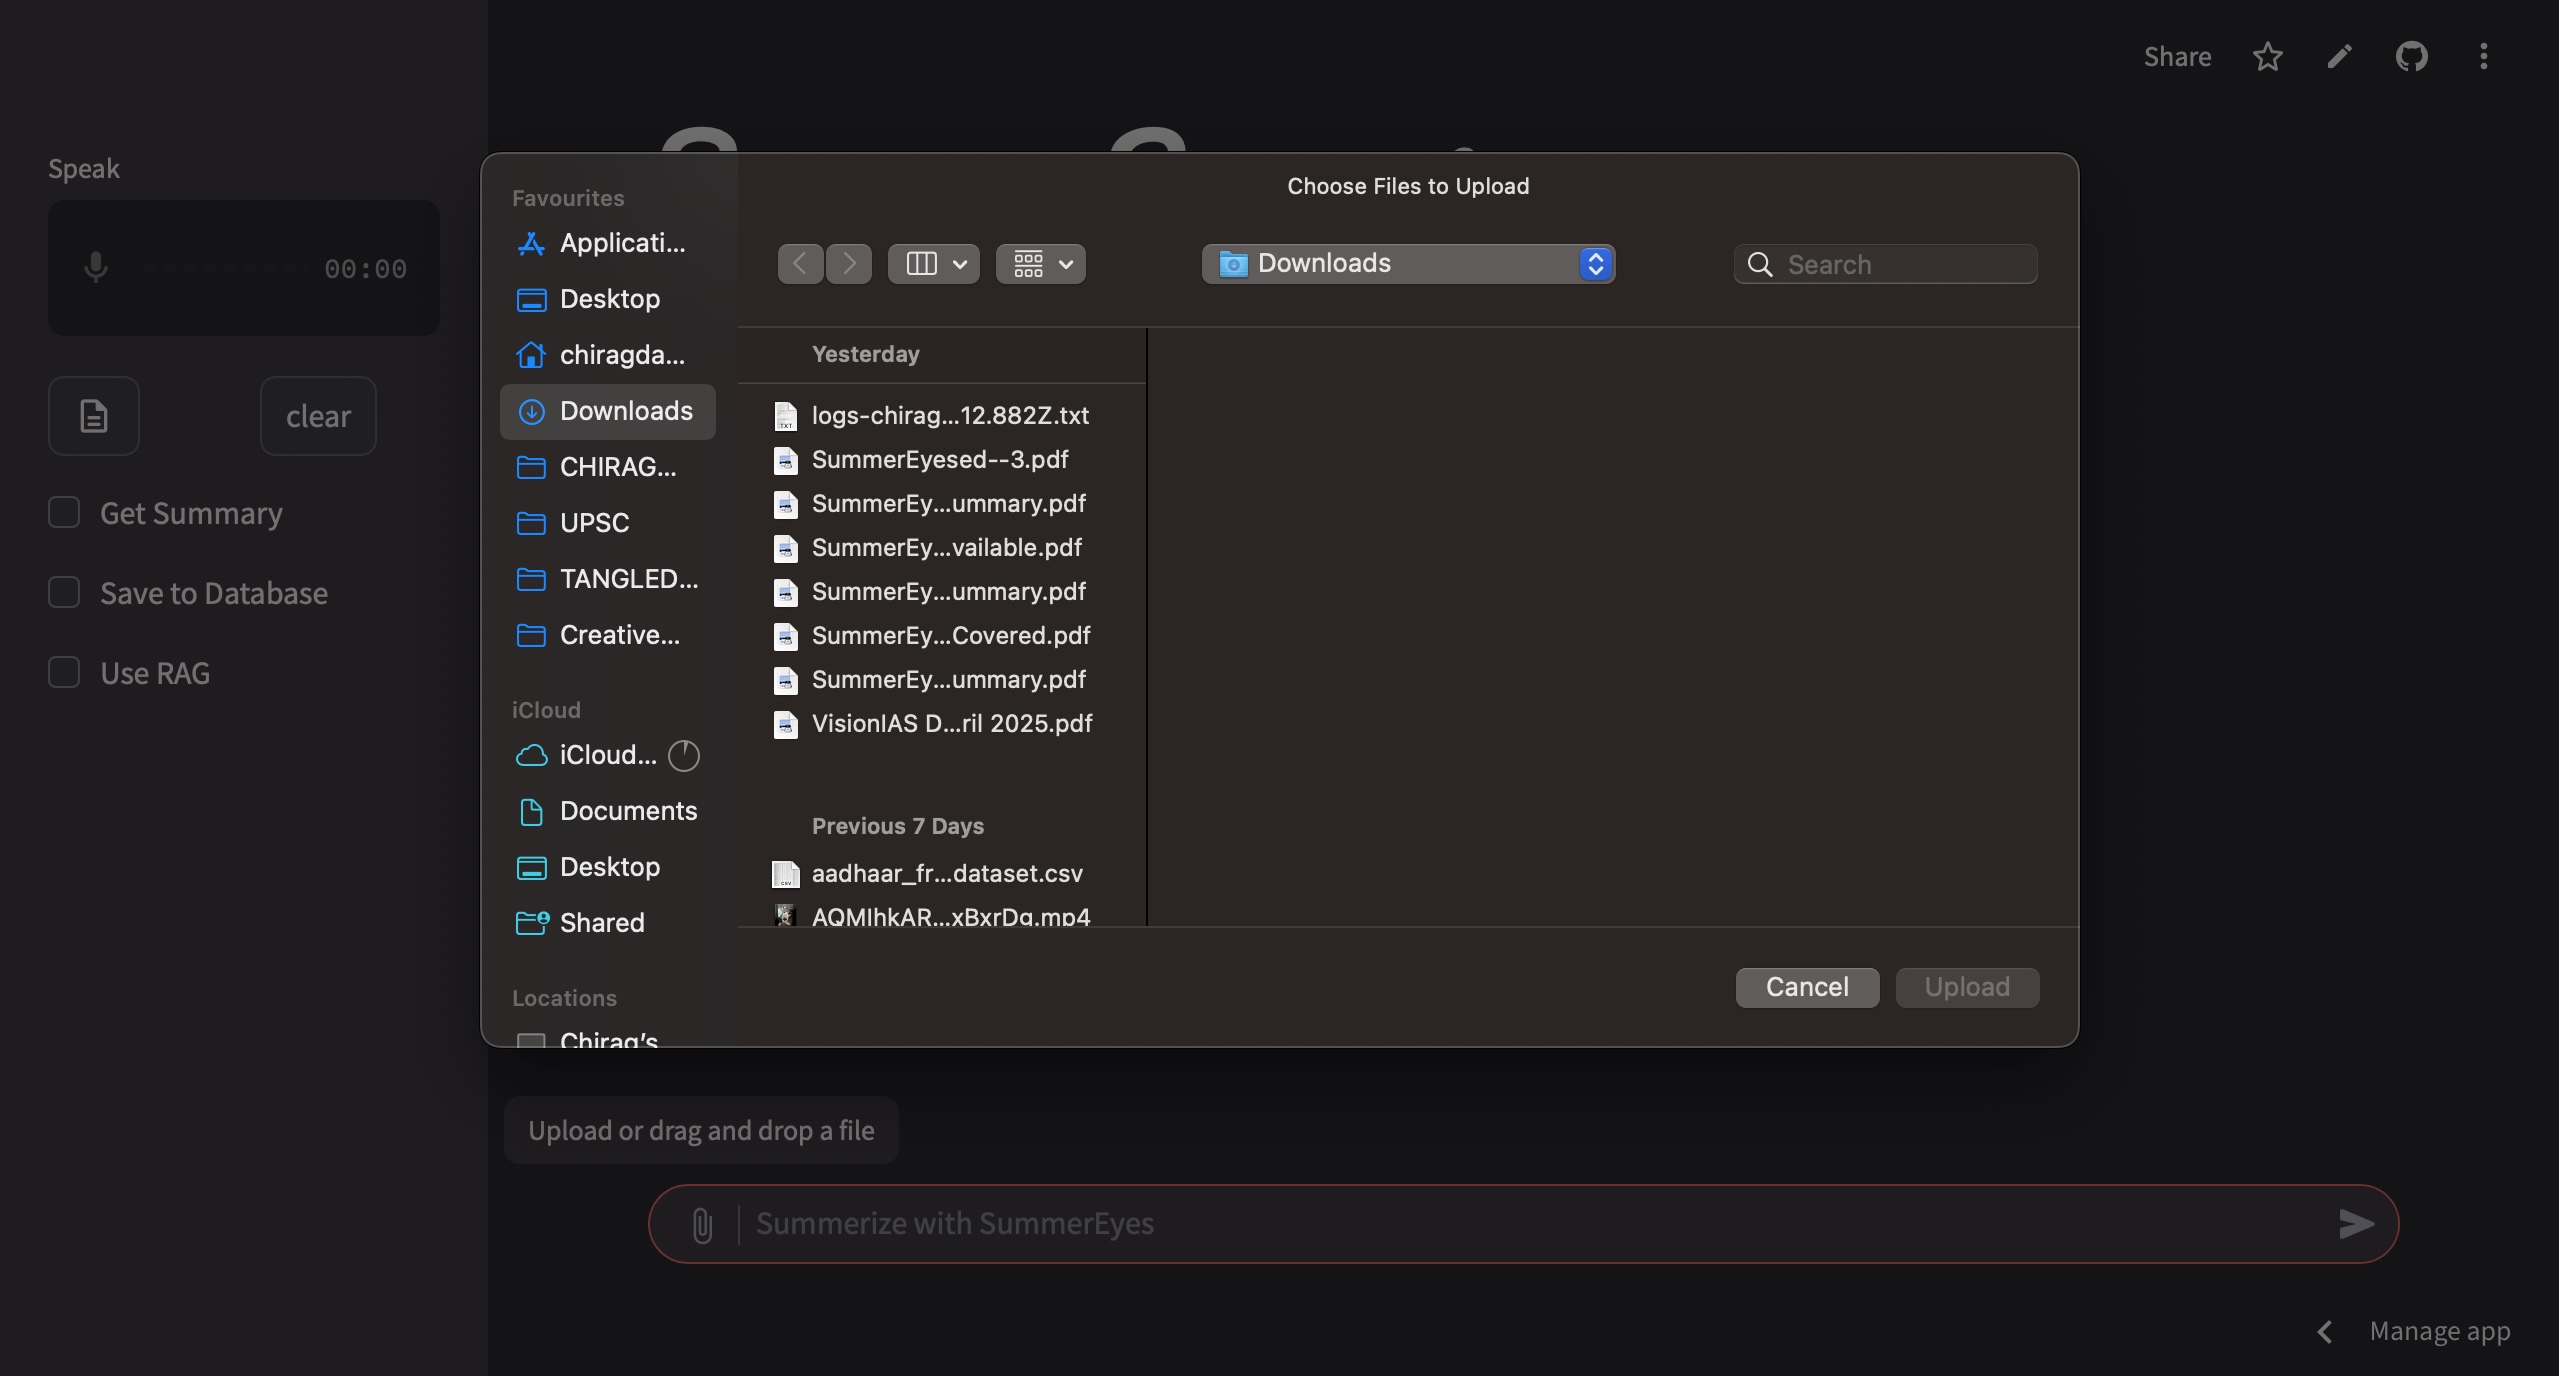 Share
Speak
00:00
clear
Get Summary
Save to Database
Use RAG
Choose Files to Upload
Favourites
Applicati...
Desktop
chiragda...
Downloads
CHIRAG...
UPSC
TANGLED...
Creative...
iCloud
iCloud...
Documents
Desktop
Shared
Locations
Chirag's
Downloads
Search
Yesterday
logs-chirag...12.882Z.txt
SummerEyesed--3.pdf
SummerEy...ummary.pdf
SummerEy...vailable.pdf
SummerEy...ummary.pdf
SummerEy...Covered.pdf
SummerEy...ummary.pdf
VisionIAS D...ril 2025.pdf
Previous 7 Days
aadhaar_fr...dataset.csv
Cancel
Upload
Upload or drag and drop a file
Summerize with SummerEyes
Manage app